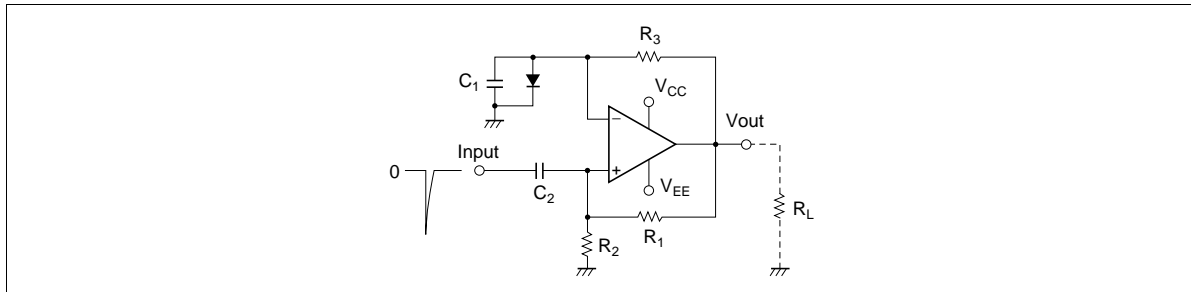 R3
C1
VCC
−
Vout
Input
0
+
C2
VEE
RL
R1
R2